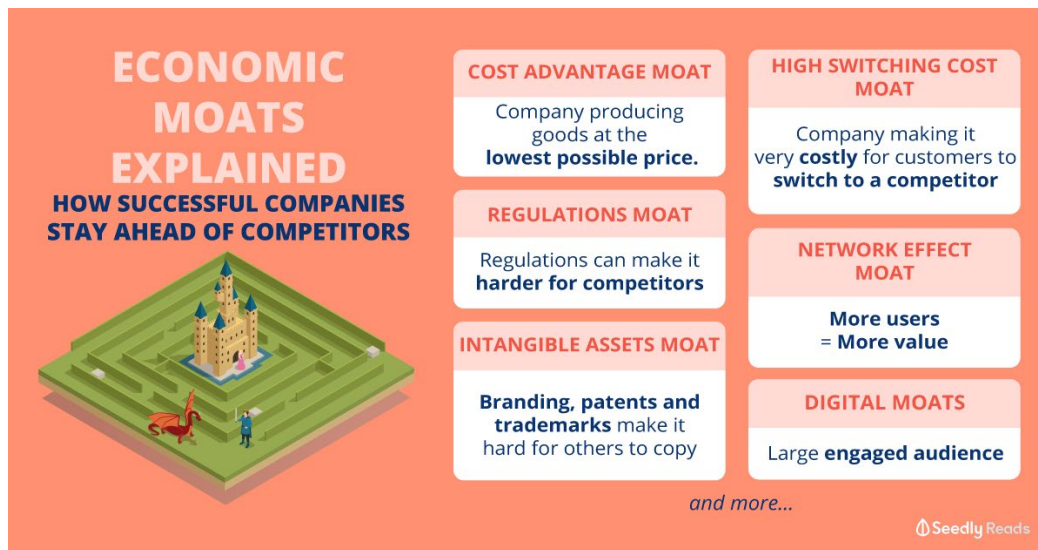 ECONOMIC
MOATS
EXPLAINED
HOW SUCCESSFUL COMPANIES
STAY AHEAD OF COMPETITORS
COST ADVANTAGE MOAT
Company producing
goods at the
lowest possible price.
REGULATIONS MOAT
Regulations can make it
harder for competitors
INTANGIBLE ASSETS MOAT
Branding, patents and
trademarks make it
hard for others to copy
HIGH SWITCHING COST
MOAT
Company making it
very costly for customers to
switch to a competitor
NETWORK EFFECT
MOAT
More users
= More value
DIGITAL MOATS
Large engaged audience
and more...
Seedly Reads